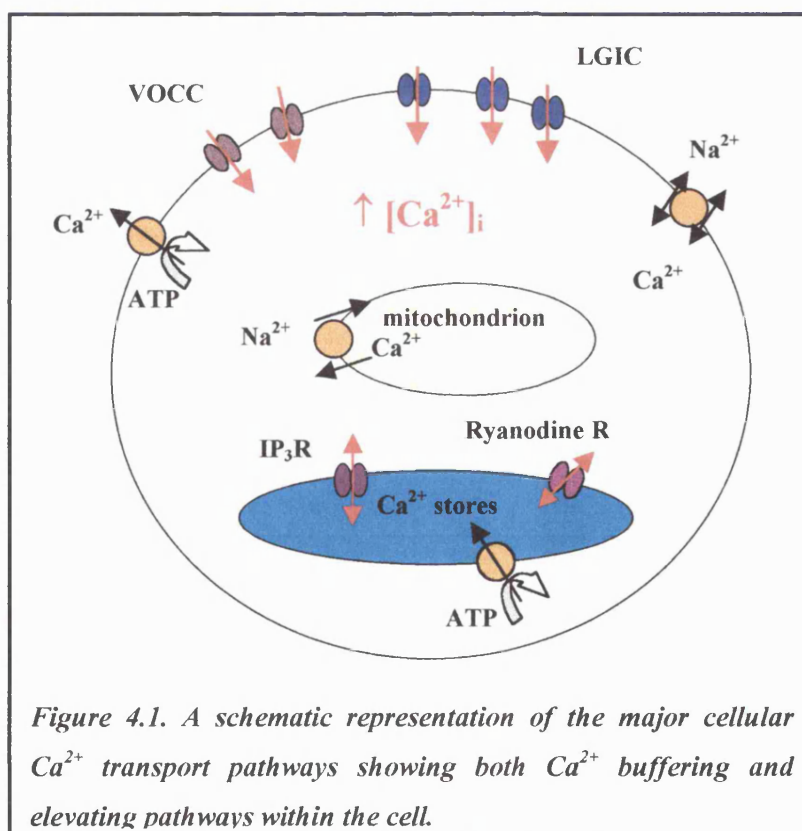 LGIC
VOCC
Na²⁺
Ca²⁺
↑ [Ca²⁺]ᵢ
ATP
Ca²⁺
mitochondrion
Na²⁺
Ca²⁺
Ryanodine R
IP₃R
Ca²⁺ stores
ATP
Figure 4.1. A schematic representation of the major cellular
Ca²⁺ transport pathways showing both Ca²⁺ buffering and
elevating pathways within the cell.